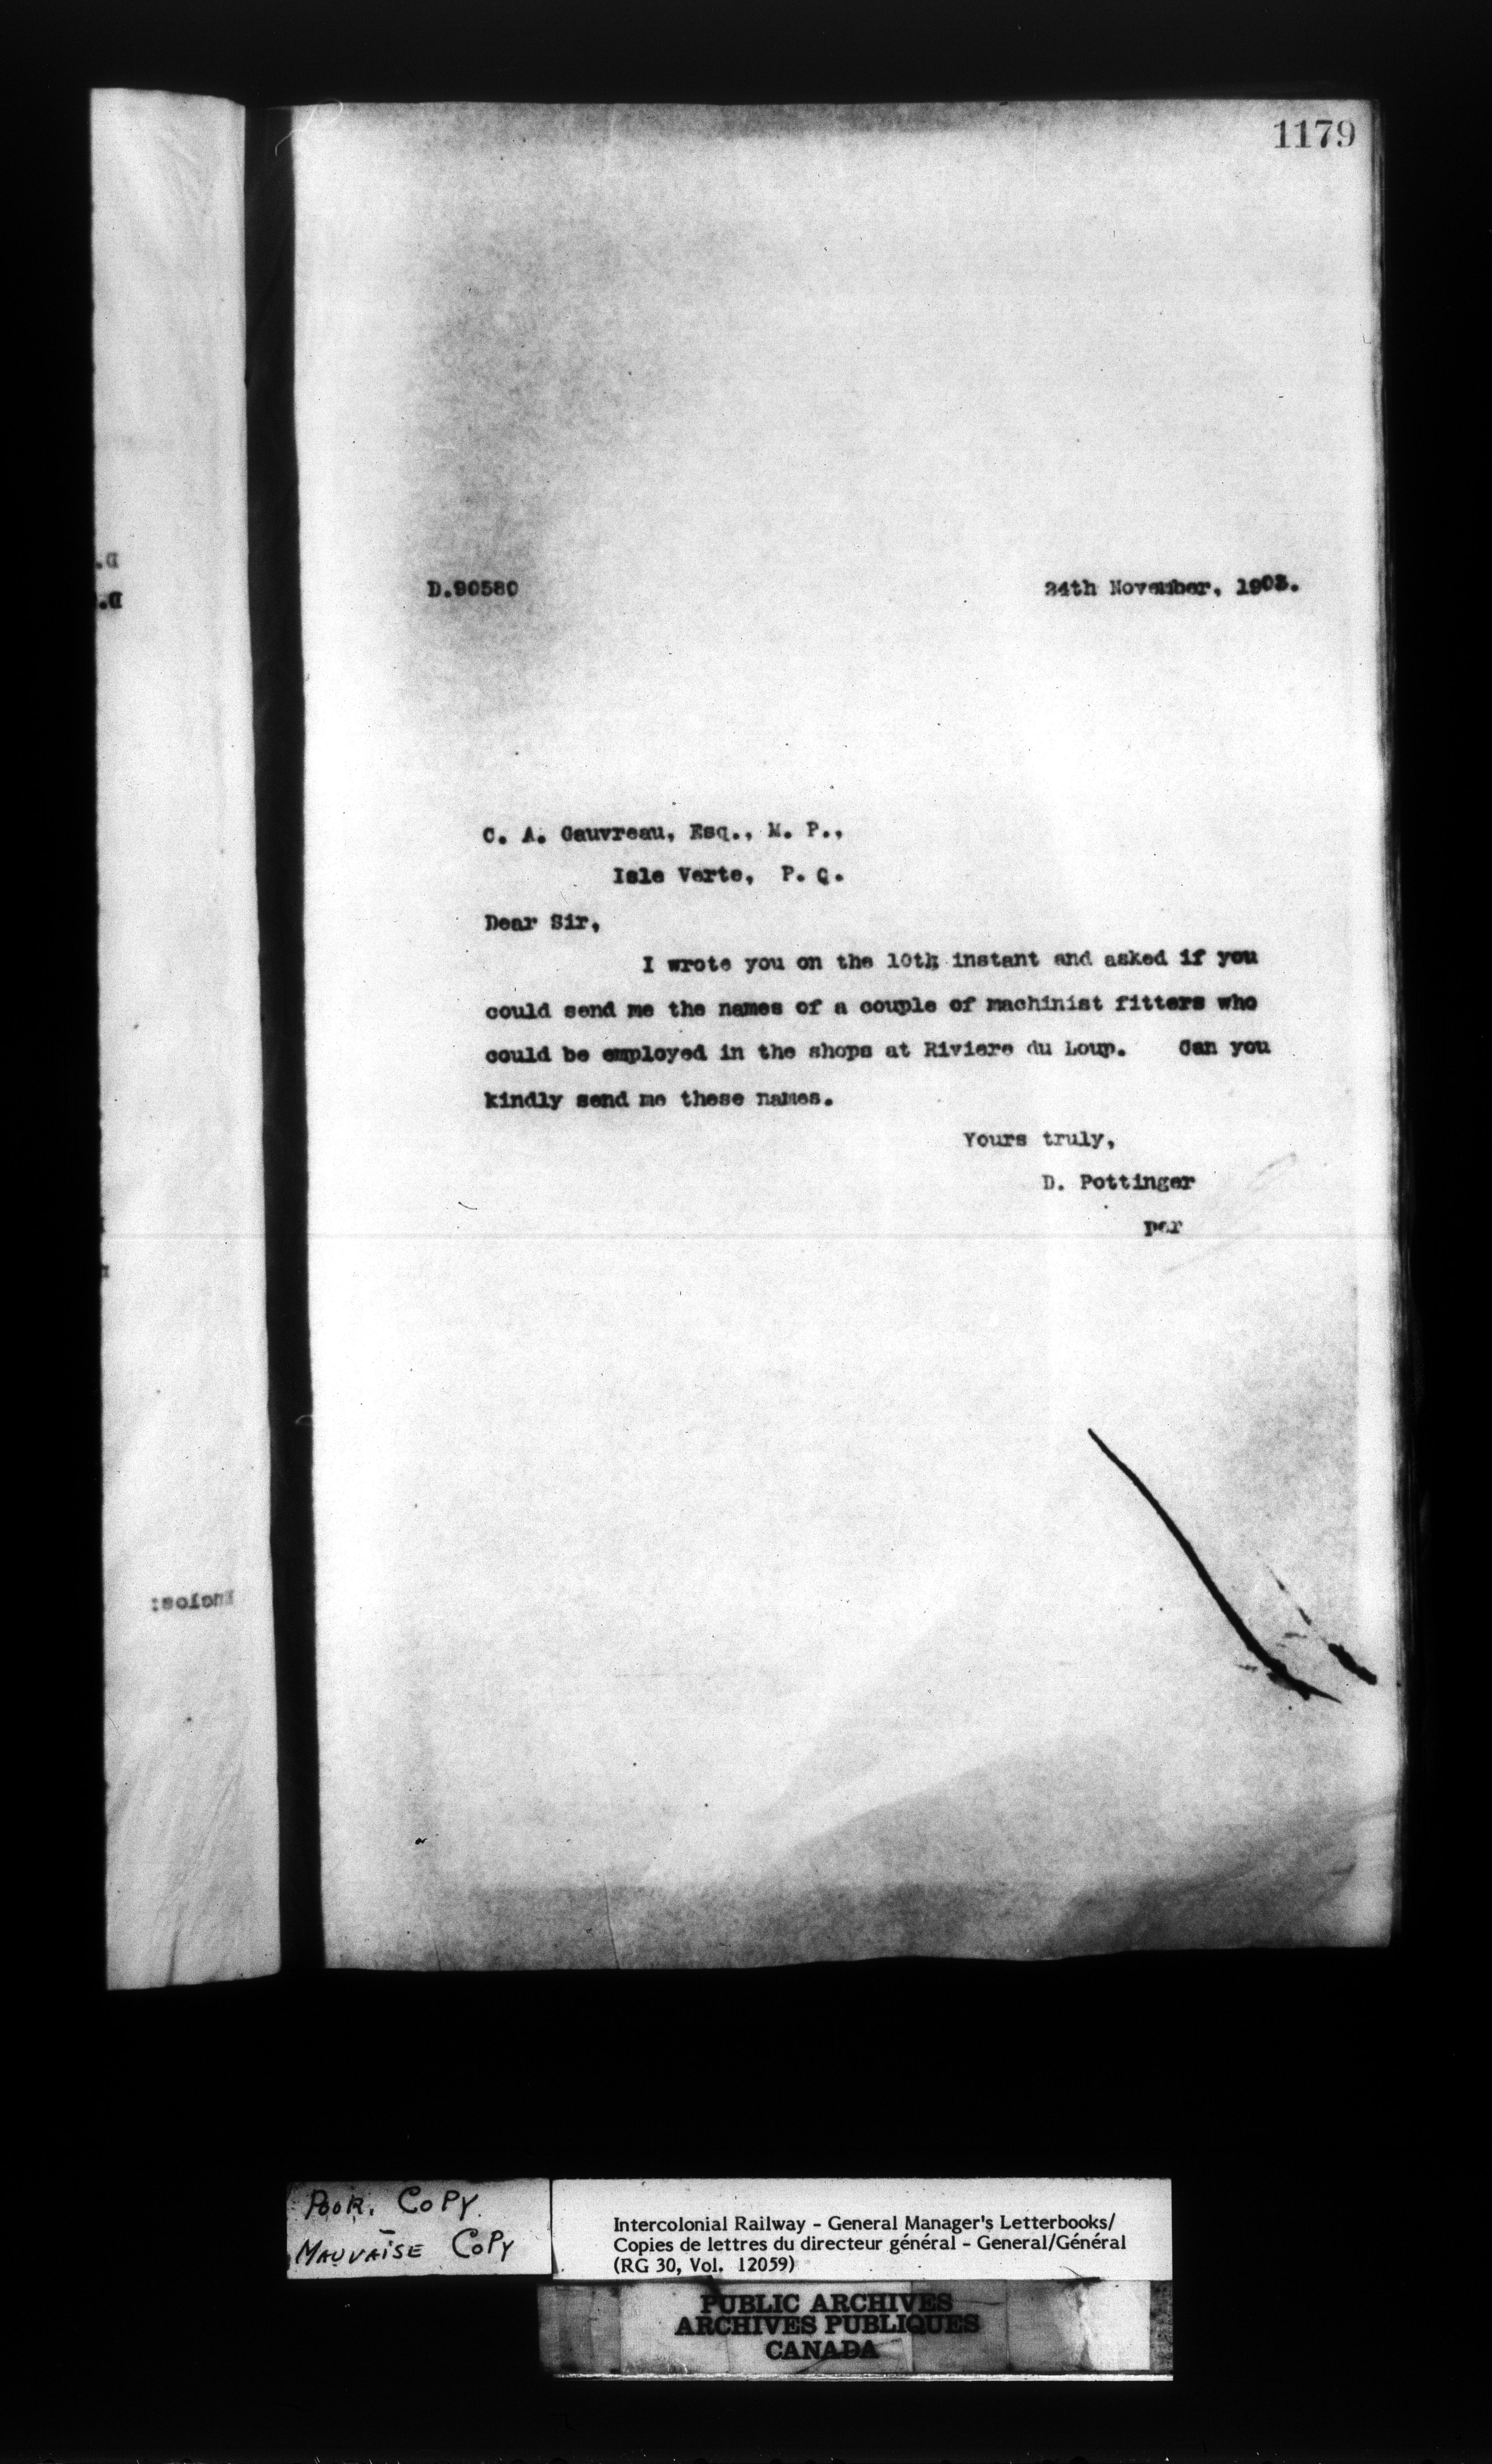 1179
D.90580 24th November, 1903.
C. A. Gauvreau, Esq., M. P.,
Isle Verte, P. Q.
Dear Sir,
I wrote you on the 10th instant and asked if you
could send me the names of a couple of machinist fitters who
could be employed in the shops at Riviere du Loup. Can you
kindly send me these names.
Yours truly,
D. Pottinger
per
POOR. COPY.
MAUVAISE COPY
Intercolonial Railway - General Manager's Letterbooks/
Copies de lettres du directeur général - General/Général
(RG 30, Vol. 12059)
PUBLIC ARCHIVES
ARCHIVES PUBLIQUES
CANADA